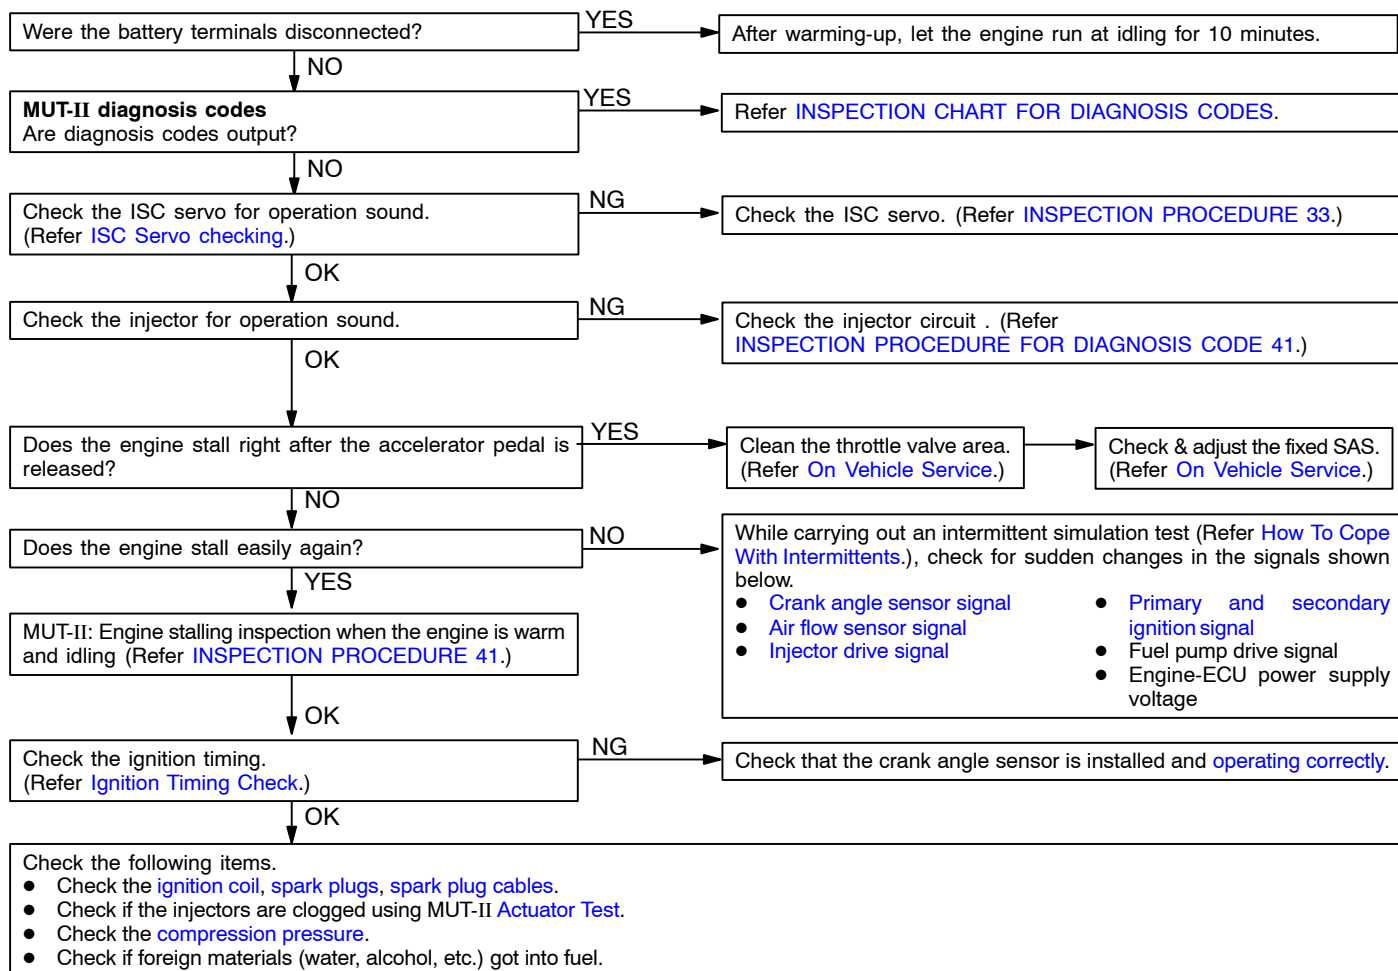 Were the battery terminals disconnected?
YES
After warming-up, let the engine run at idling for 10 minutes.
NO
MUT-II diagnosis codes
Are diagnosis codes output?
YES
Refer INSPECTION CHART FOR DIAGNOSIS CODES.
NO
Check the ISC servo for operation sound.
(Refer ISC Servo checking.)
NG
Check the ISC servo. (Refer INSPECTION PROCEDURE 33.)
OK
Check the injector for operation sound.
NG
Check the injector circuit . (Refer
INSPECTION PROCEDURE FOR DIAGNOSIS CODE 41.)
OK
Does the engine stall right after the accelerator pedal is
released?
YES
Clean the throttle valve area.
(Refer On Vehicle Service.)
Check & adjust the fixed SAS.
(Refer On Vehicle Service.)
NO
Does the engine stall easily again?
NO
While carrying out an intermittent simulation test (Refer How To Cope
With Intermittents.), check for sudden changes in the signals shown
below.
● Crank angle sensor signal
● Air flow sensor signal
● Injector drive signal
● Primary and secondary
ignition signal
● Fuel pump drive signal
● Engine-ECU power supply
voltage
YES
MUT-II: Engine stalling inspection when the engine is warm
and idling (Refer INSPECTION PROCEDURE 41.)
OK
Check the ignition timing.
(Refer Ignition Timing Check.)
NG
Check that the crank angle sensor is installed and operating correctly.
OK
Check the following items.
● Check the ignition coil, spark plugs, spark plug cables.
● Check if the injectors are clogged using MUT-II Actuator Test.
● Check the compression pressure.
● Check if foreign materials (water, alcohol, etc.) got into fuel.